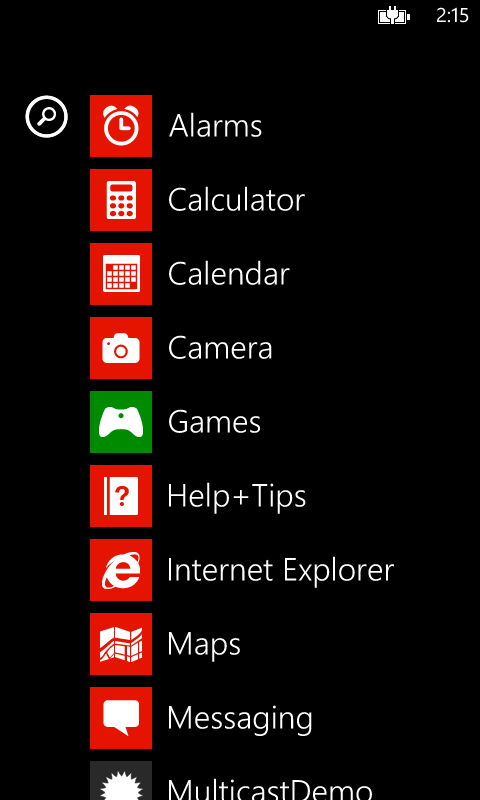 2:15
Alarms
Calculator
Calendar
Camera
Games
Help+Tips
Internet Explorer
Maps
Messaging
MulticastDemo